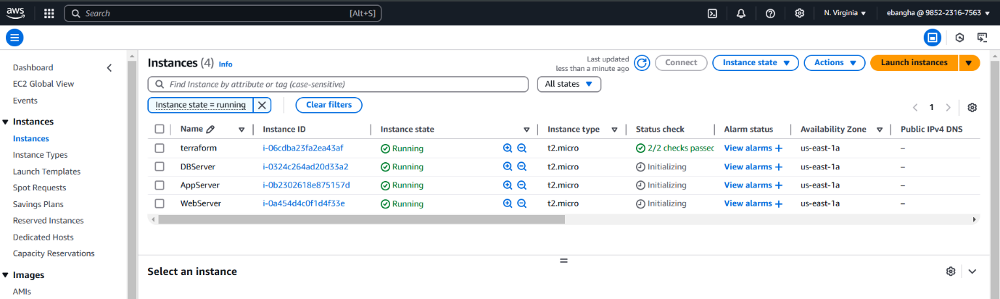 aws Search [Alt+S] N. Virginia ebangha @ 9852-2316-7563
Dashboard
EC2 Global View
Events
Instances
Instances
Instance Types
Launch Templates
Spot Requests
Savings Plans
Reserved Instances
Dedicated Hosts
Capacity Reservations
Images
AMIs
Instances (4) Info
Last updated
less than a minute ago
Connect Instance state Actions Launch instances
Find Instance by attribute or tag (case-sensitive) All states
Instance state = running Clear filters
1
Name Instance ID Instance state Instance type Status check Alarm status Availability Zone Public IPv4 DNS
terraform i-06cdba23fa2ea43af Running t2.micro 2/2 checks passed View alarms + us-east-1a –
DBServer i-0324c264ad20d33a2 Running t2.micro Initializing View alarms + us-east-1a –
AppServer i-0b2302618e875157d Running t2.micro Initializing View alarms + us-east-1a –
WebServer i-0a454d4c0f1d4f33e Running t2.micro Initializing View alarms + us-east-1a –
Select an instance